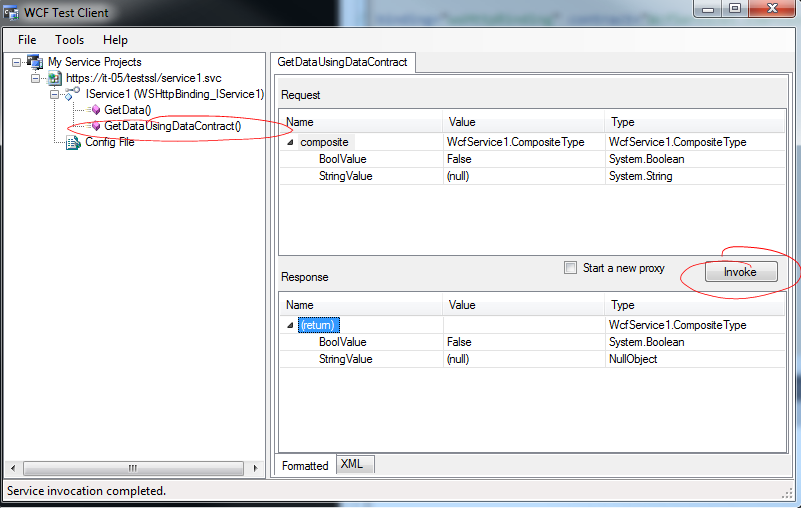 WCF Test Client
File Tools Help
My Service Projects
https://it-05/testssl/service1.svc
IService1 (WSHttpBinding_IService1)
GetData()
GetDataUsingDataContract()
Config File
GetDataUsingDataContract
Request
Name Value Type
composite WcfService1.CompositeType WcfService1.CompositeType
BoolValue False System.Boolean
StringValue (null) System.String
Start a new proxy Invoke
Response
Name Value Type
(return) WcfService1.CompositeType
BoolValue False System.Boolean
StringValue (null) NullObject
Formatted XML
Service invocation completed.